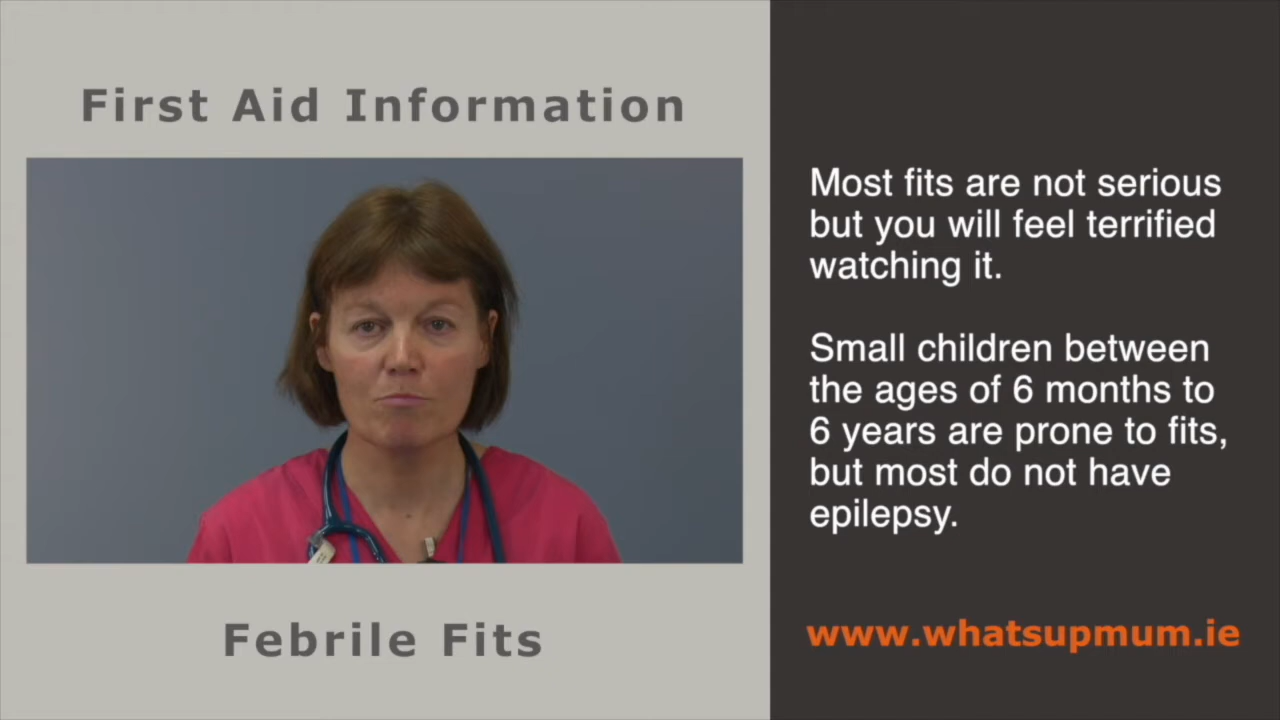 First Aid Information
Most fits are not serious
but you will feel terrified
watching it.
Small children between
the ages of 6 months to
6 years are prone to fits,
but most do not have
epilepsy.
Febrile Fits
www.whatsupmum.ie